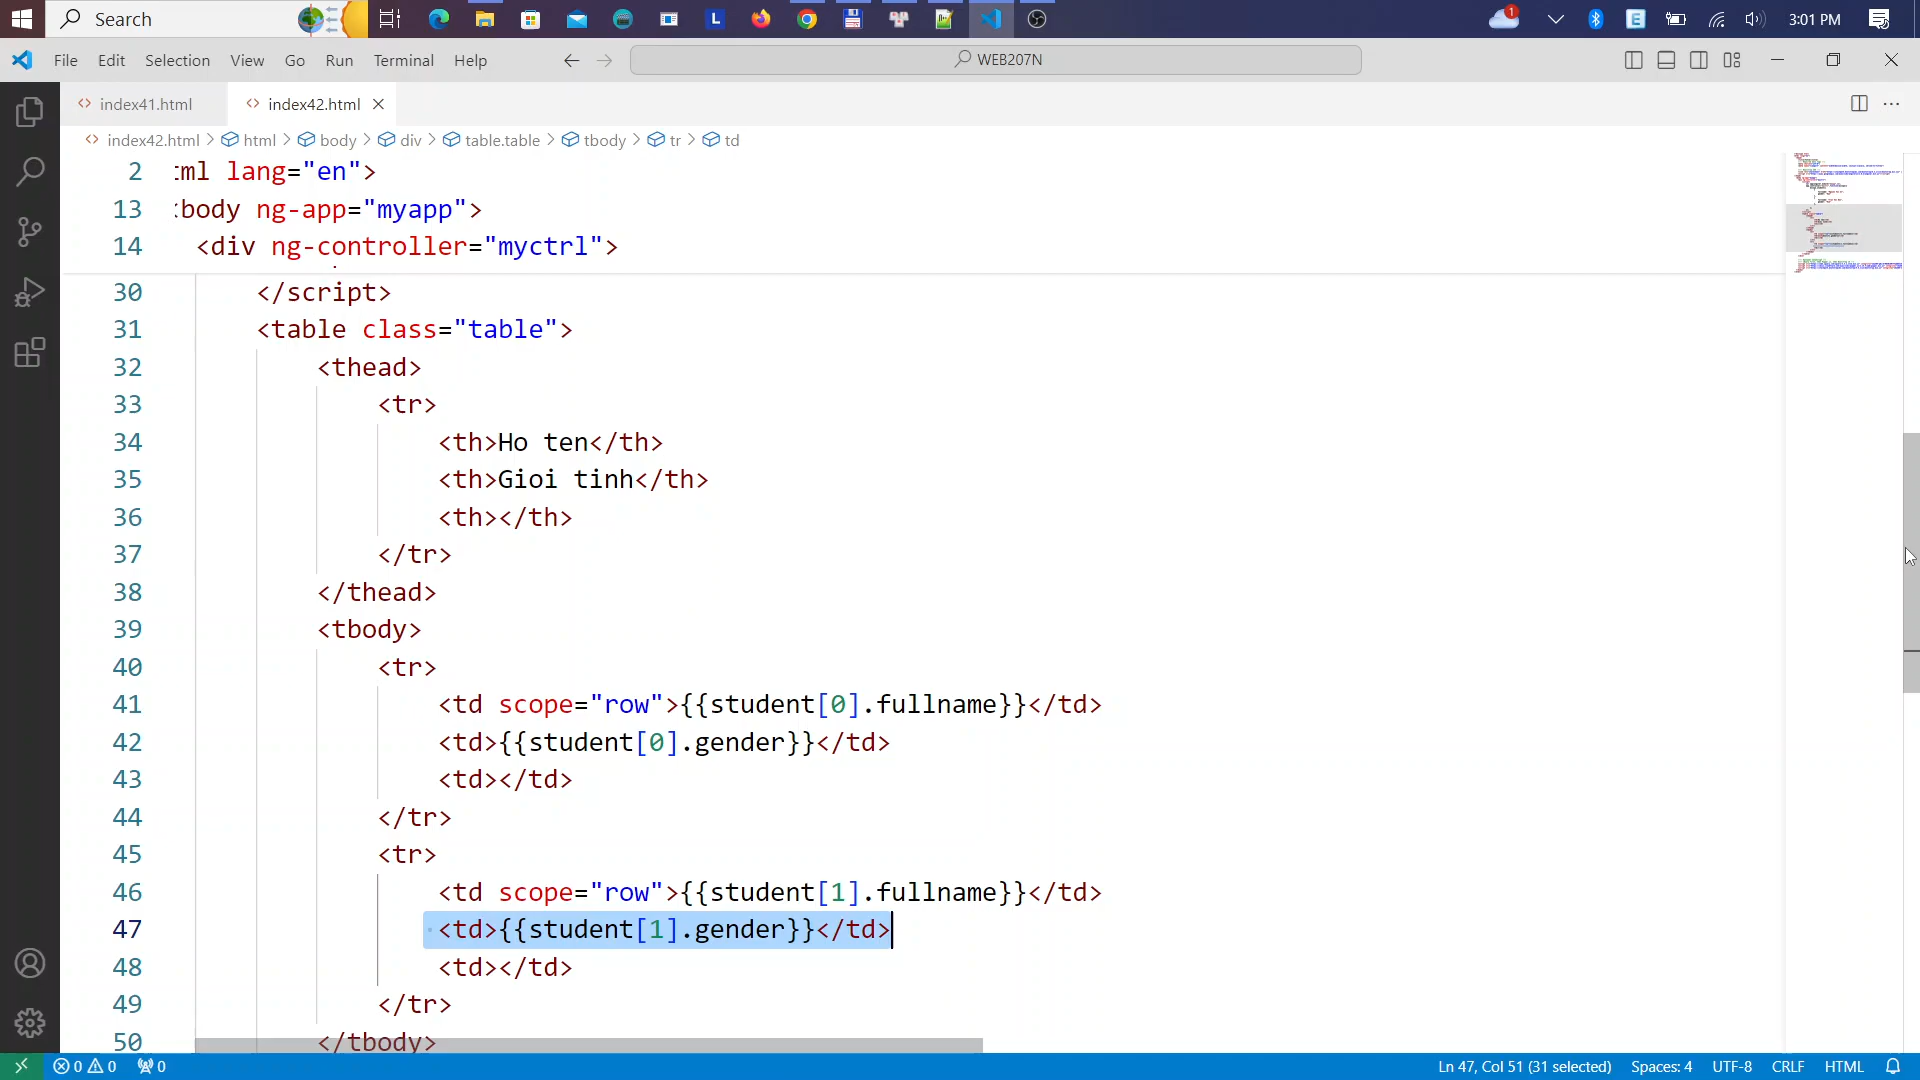 Search
L
E
1
3:01 PM
File Edit Selection View Go Run Terminal Help
WEB207N
index41.html
index42.html
index42.html > html > body > div > table.table > tbody > tr > td
2 :ml lang="en">
13 <body ng-app="myapp">
14 <div ng-controller="myctrl">
30 </script>
31 <table class="table">
32 <thead>
33 <tr>
34 <th>Ho ten</th>
35 <th>Gioi tinh</th>
36 <th></th>
37 </tr>
38 </thead>
39 <tbody>
40 <tr>
41 <td scope="row">{{student[0].fullname}}</td>
42 <td>{{student[0].gender}}</td>
43 <td></td>
44 </tr>
45 <tr>
46 <td scope="row">{{student[1].fullname}}</td>
47 <td>{{student[1].gender}}</td>
48 <td></td>
49 </tr>
50 </tbody>
0 0 0 Ln 47, Col 51 (31 selected) Spaces: 4 UTF-8 CRLF HTML